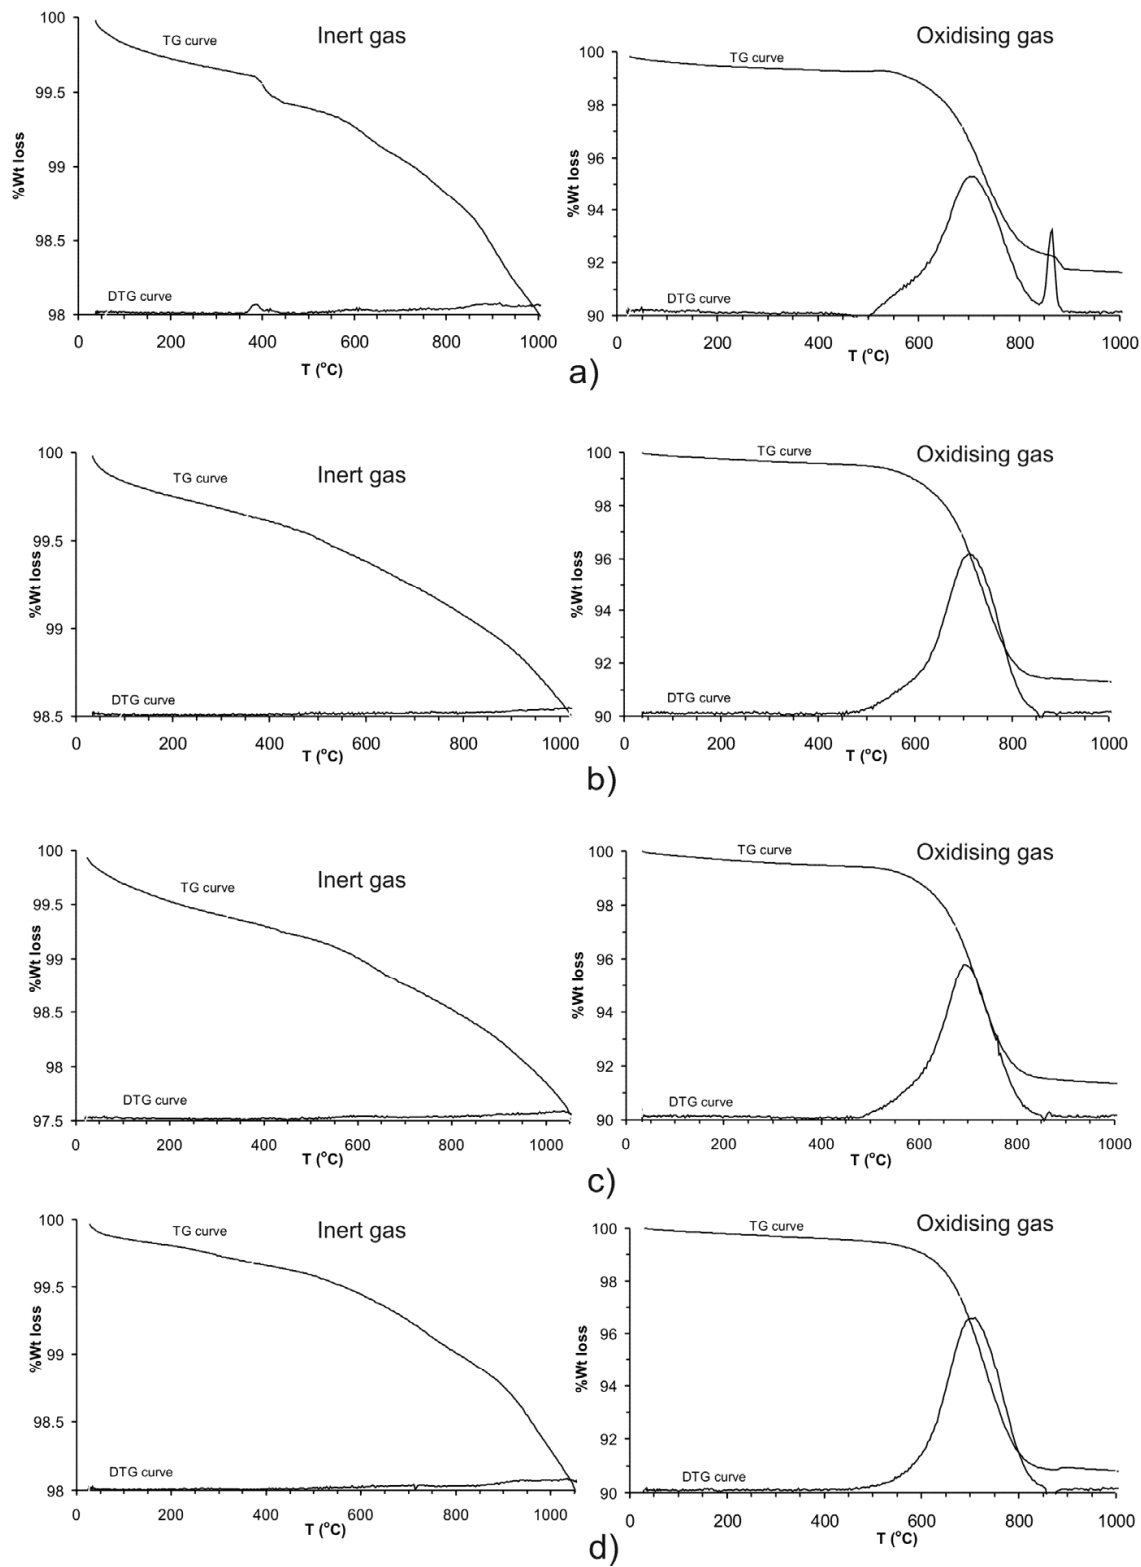 Inert gas
TG curve
%Wt loss
100
99.5
99
98.5
98
DTG curve
0 200 400 600 800 1000
T (°C)
Oxidising gas
TG curve
%Wt loss
100
98
96
94
92
90
DTG curve
0 200 400 600 800 1000
T (°C)
a)
Inert gas
TG curve
%Wt loss
100
99.5
99
98.5
DTG curve
0 200 400 600 800 1000
T (°C)
Oxidising gas
TG curve
%Wt loss
100
98
96
94
92
90
DTG curve
0 200 400 600 800 1000
T (°C)
b)
Inert gas
TG curve
%Wt loss
100
99.5
99
98.5
98
97.5
DTG curve
0 200 400 600 800 1000
T (°C)
Oxidising gas
TG curve
%Wt loss
100
98
96
94
92
90
DTG curve
0 200 400 600 800 1000
T (°C)
c)
Inert gas
TG curve
%Wt loss
100
99.5
99
98.5
98
DTG curve
0 200 400 600 800 1000
T (°C)
Oxidising gas
TG curve
%Wt loss
100
98
96
94
92
90
DTG curve
0 200 400 600 800 1000
T (°C)
d)